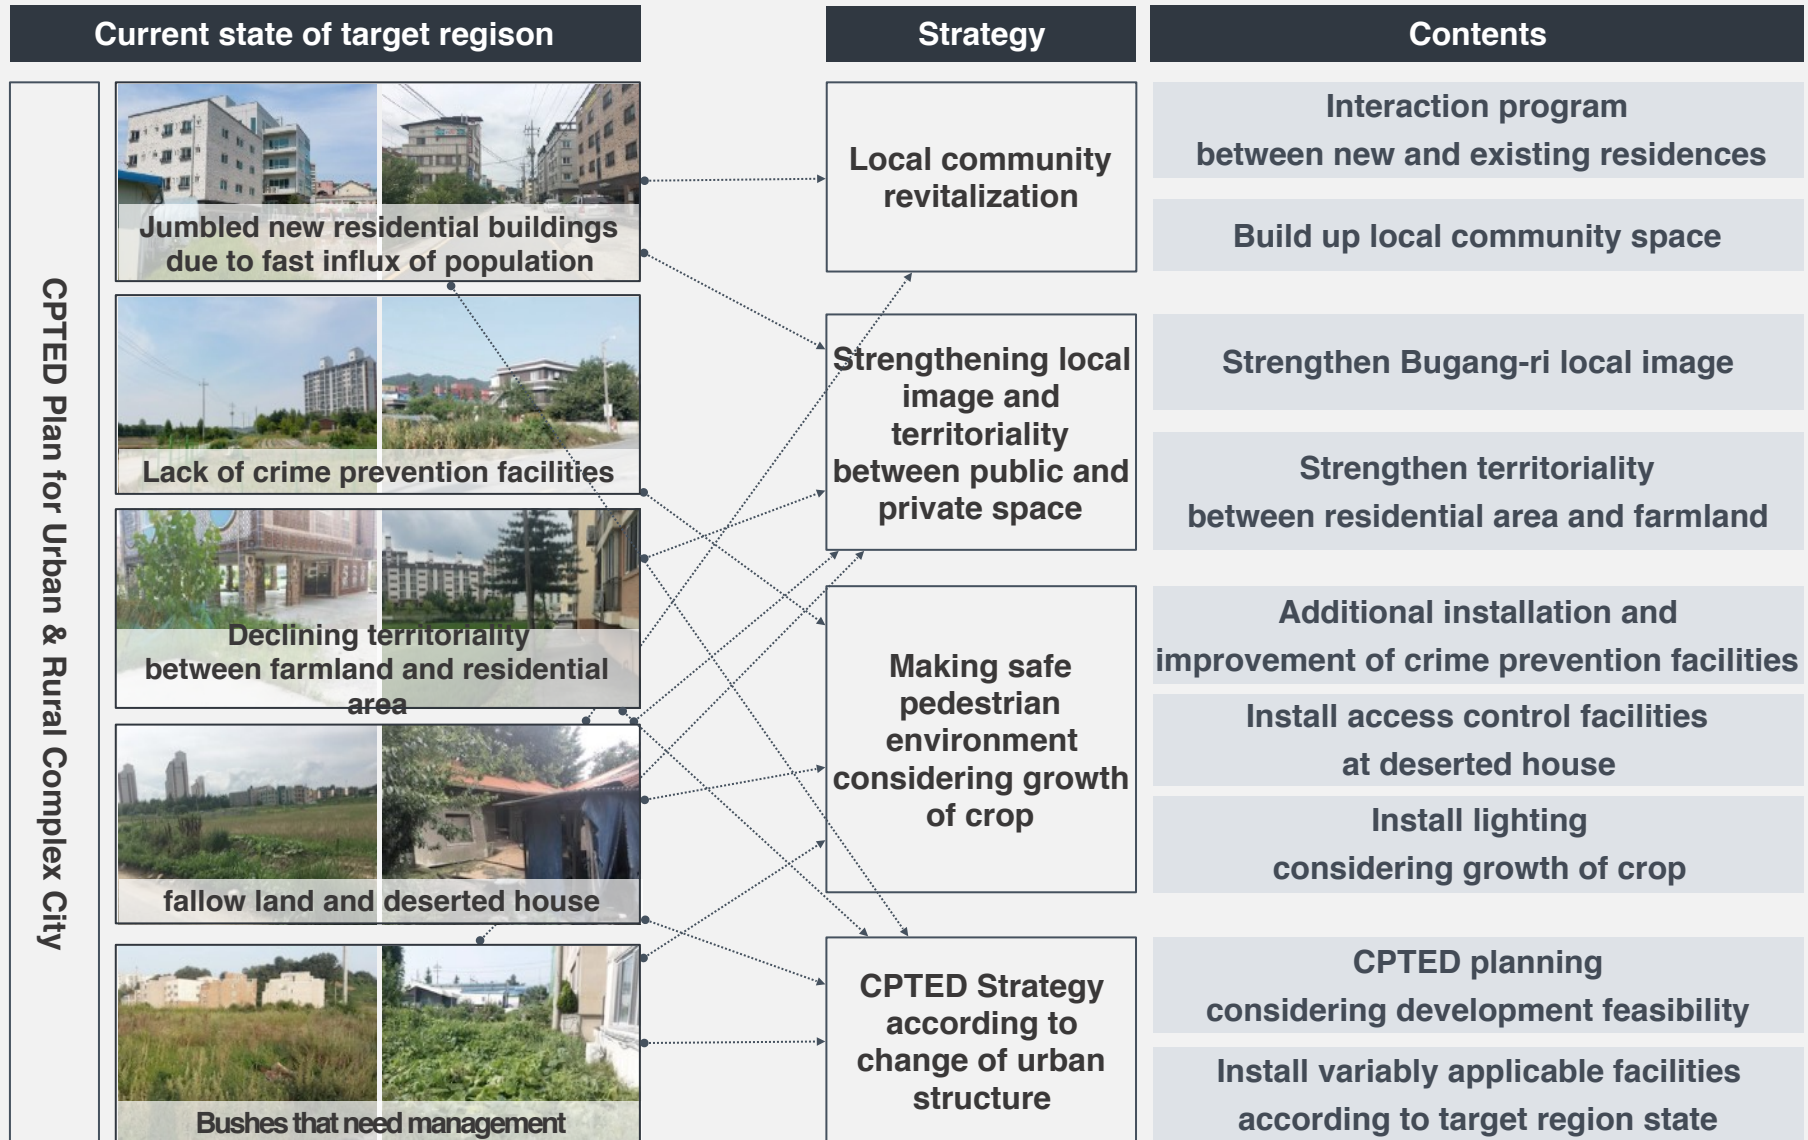 Current state of target regison
Strategy
Contents
CPTED Plan for Urban & Rural Complex City
Jumbled new residential buildings
due to fast influx of population
Lack of crime prevention facilities
Declining territoriality
between farmland and residential
area
fallow land and deserted house
Bushes that need management
Local community
revitalization
Strengthening local
image and
territoriality
between public and
private space
Making safe
pedestrian
environment
considering growth
of crop
CPTED Strategy
according to
change of urban
structure
Interaction program
between new and existing residences
Build up local community space
Strengthen Bugang-ri local image
Strengthen territoriality
between residential area and farmland
Additional installation and
improvement of crime prevention facilities
Install access control facilities
at deserted house
Install lighting
considering growth of crop
CPTED planning
considering development feasibility
Install variably applicable facilities
according to target region state